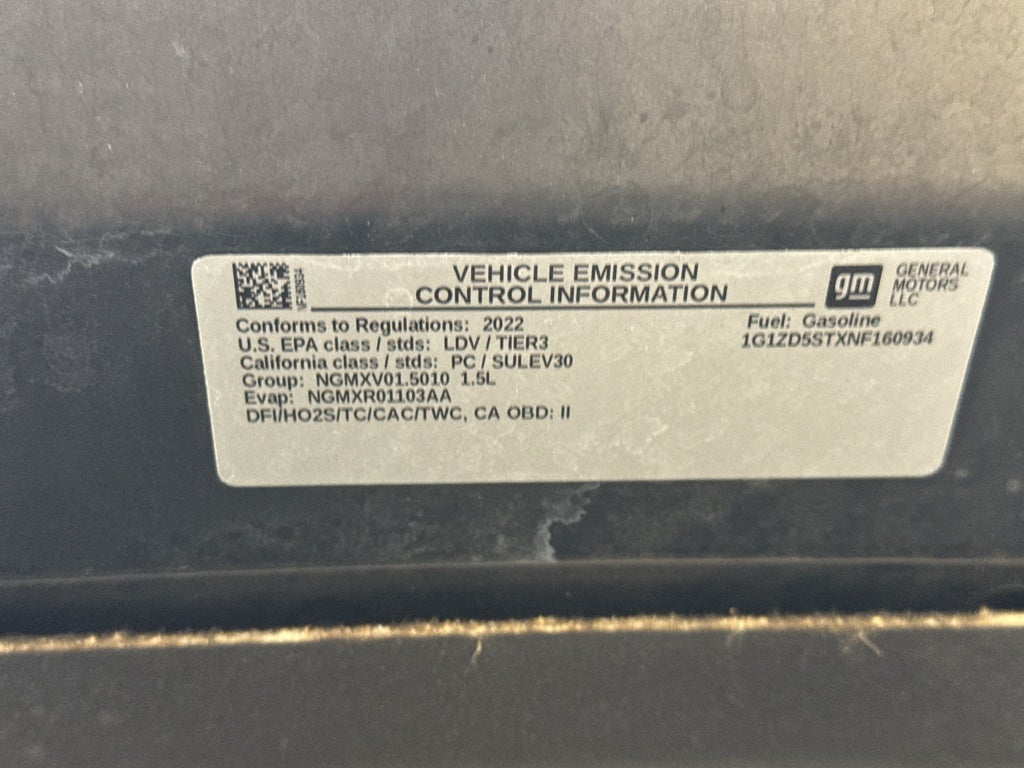 VEHICLE EMISSION
CONTROL INFORMATION
gm
GENERAL
MOTORS
LLC
Conforms to Regulations: 2022
U.S. EPA class / stds: LDV / TIER3
California class / stds: PC / SULEV30
Group: NGMXV01.5010 1.5L
Evap: NGMXR01103AA
DFI/HO2S/TC/CAC/TWC, CA OBD: II
Fuel: Gasoline
1G1ZD5STXNF160934